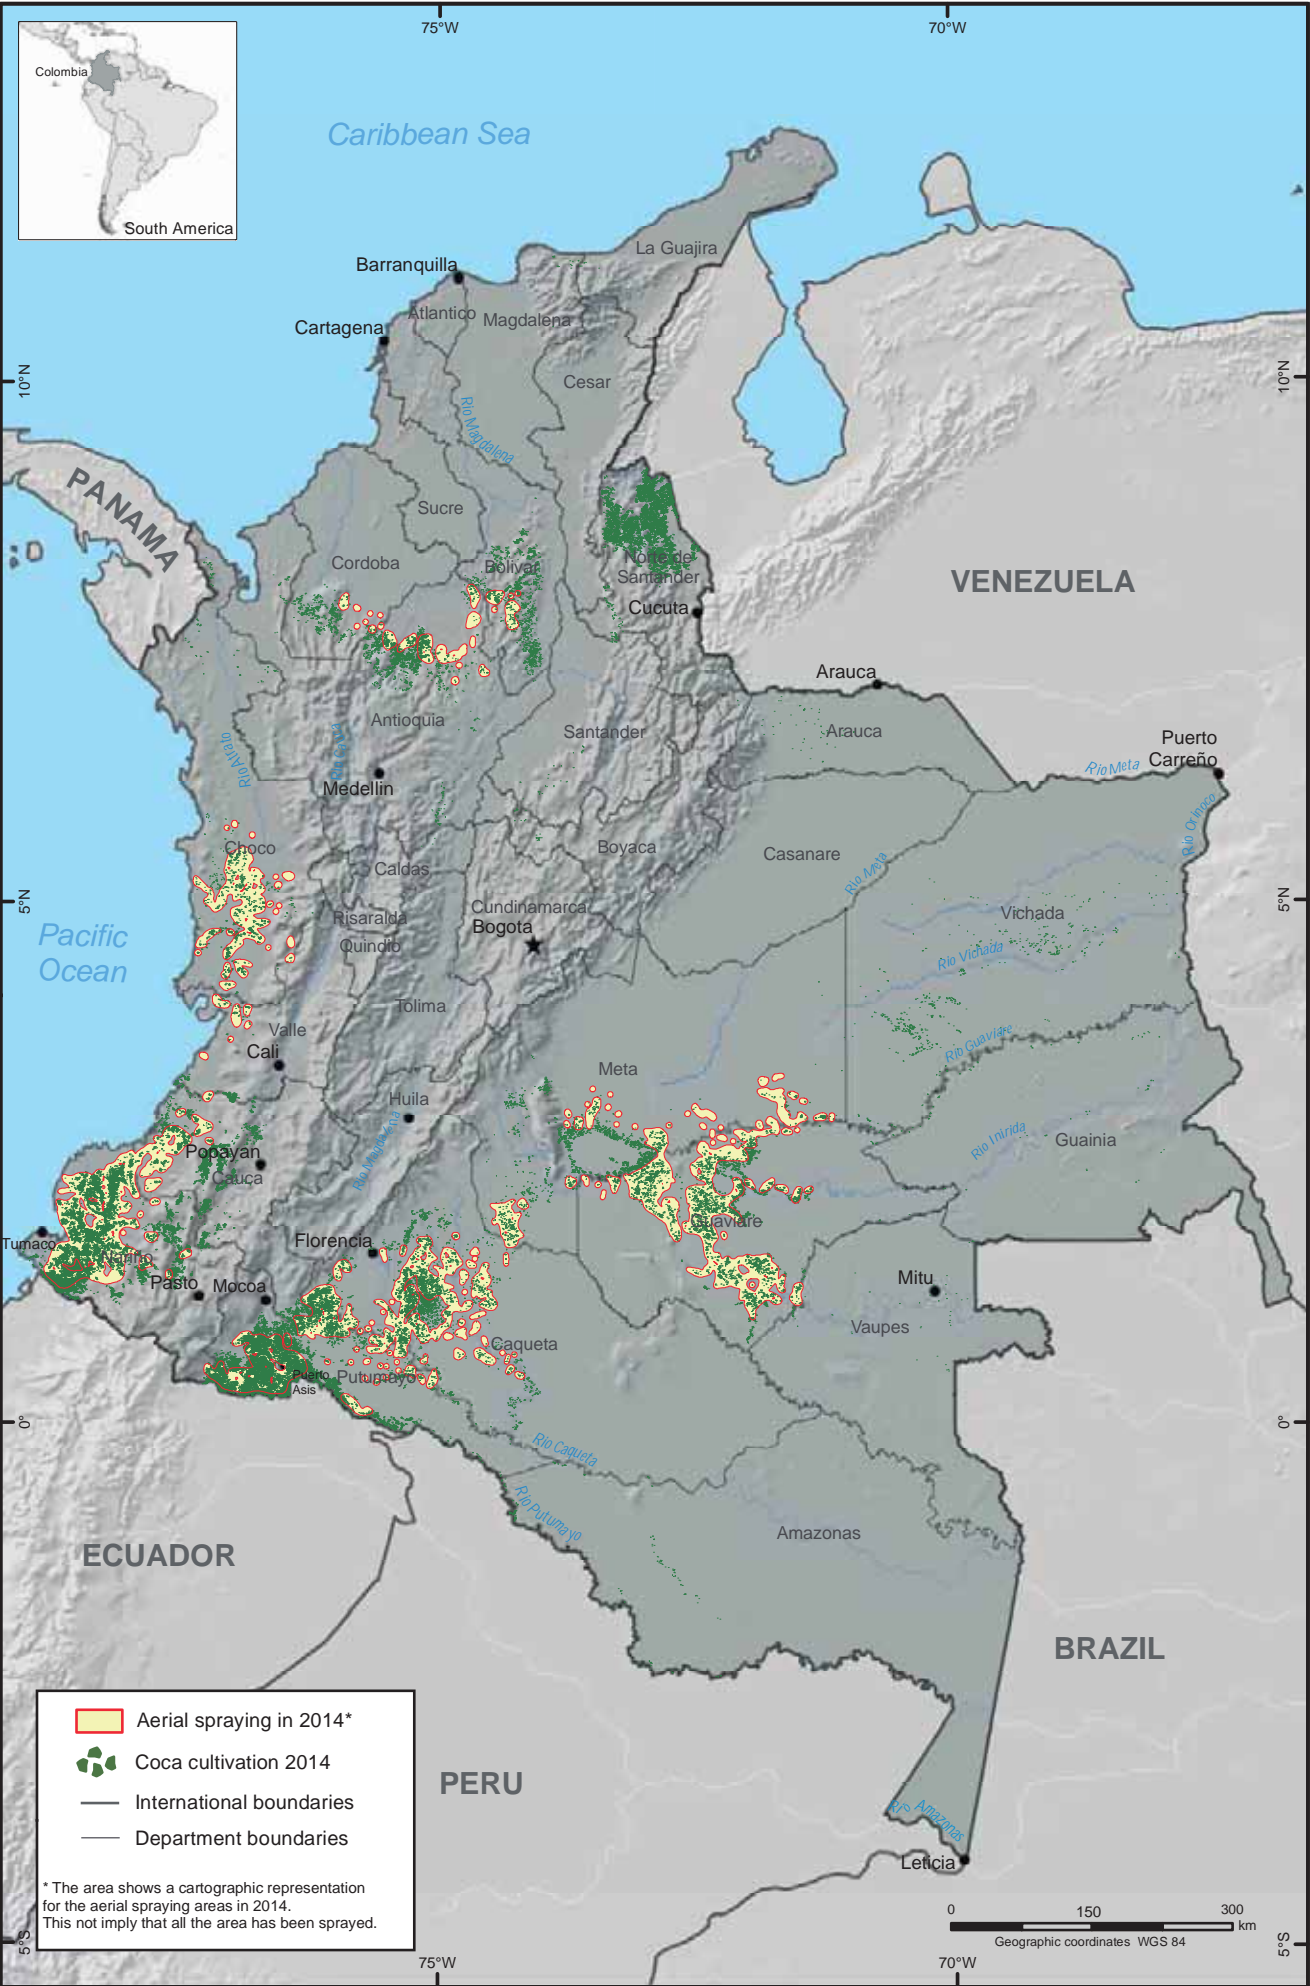 75°W
70°W
Colombia
South America
Caribbean Sea
La Guajira
Barranquilla
Atlantico
Magdalena
Cartagena
Cesar
10°N
10°N
Rio Magdalena
PANAMA
Sucre
Cordoba
Bolivar
Norte de
Santander
VENEZUELA
Cucuta
Arauca
Antioquia
Santander
Arauca
Puerto
Carreño
Rio Meta
Rio Atrato
Medellin
Rio Orinoco
Choco
Boyaca
Casanare
Caldas
Rio Meta
5°N
5°N
Cundinamarca
Risaralda
Bogota
Vichada
Quindio
Pacific
Ocean
Rio Vichada
Tolima
Valle
Cali
Rio Guaviare
Meta
Huila
Rio Magdalena
Rio Inirida
Guainia
Popayan
Cauca
Guaviare
Tumaco
Nariño
Florencia
Pasto
Mocoa
Mitu
Vaupes
Caqueta
Puerto
Asis
Putumayo
0°
0°
Rio Caqueta
Rio Putumayo
Amazonas
ECUADOR
BRAZIL
PERU
Rio Amazonas
Leticia
Aerial spraying in 2014*
Coca cultivation 2014
International boundaries
Department boundaries
* The area shows a cartographic representation
for the aerial spraying areas in 2014.
This not imply that all the area has been sprayed.
0 150 300
km
Geographic coordinates WGS 84
5°S
5°S
75°W
70°W